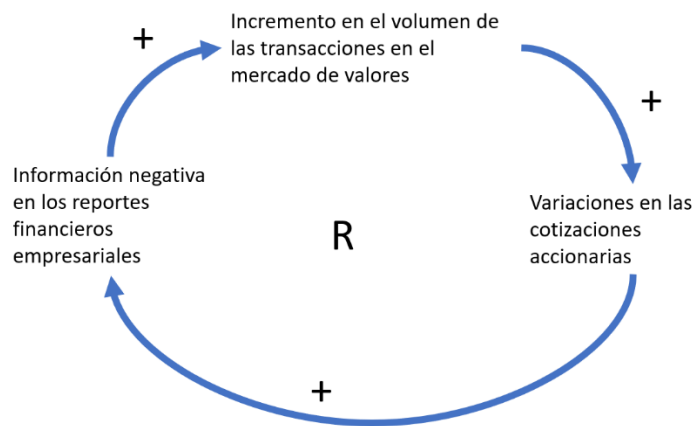 +
Incremento en el volumen de
las transacciones en el
mercado de valores
+
Información negativa
en los reportes
financieros
empresariales
R
Variaciones en las
cotizaciones
accionarias
+